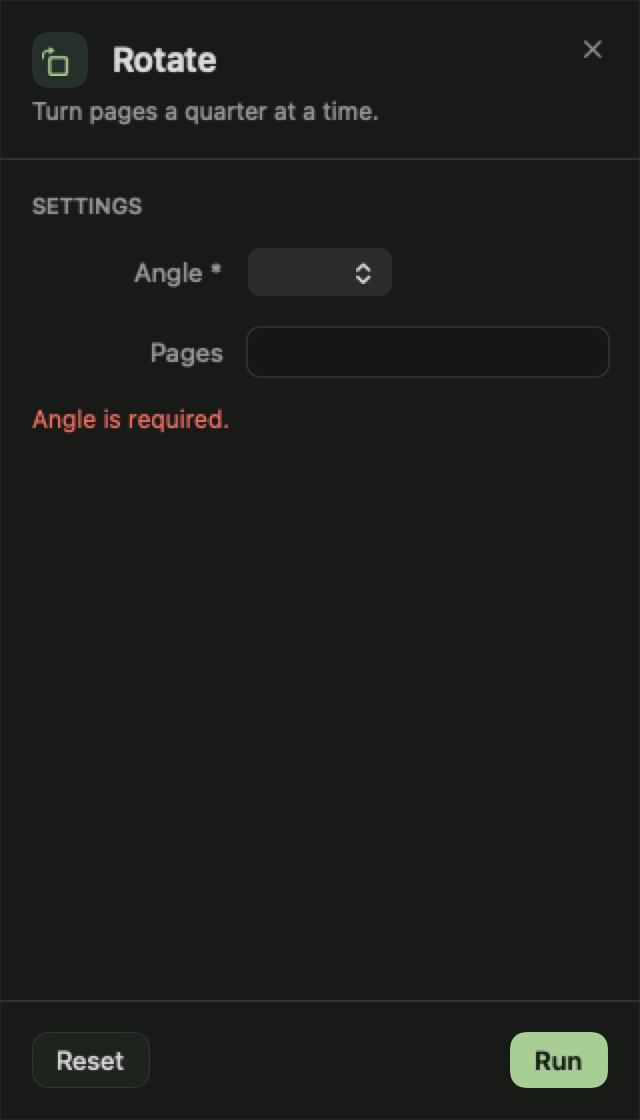 Rotate
Turn pages a quarter at a time.
SETTINGS
Angle *
Pages
Angle is required.
Reset
Run